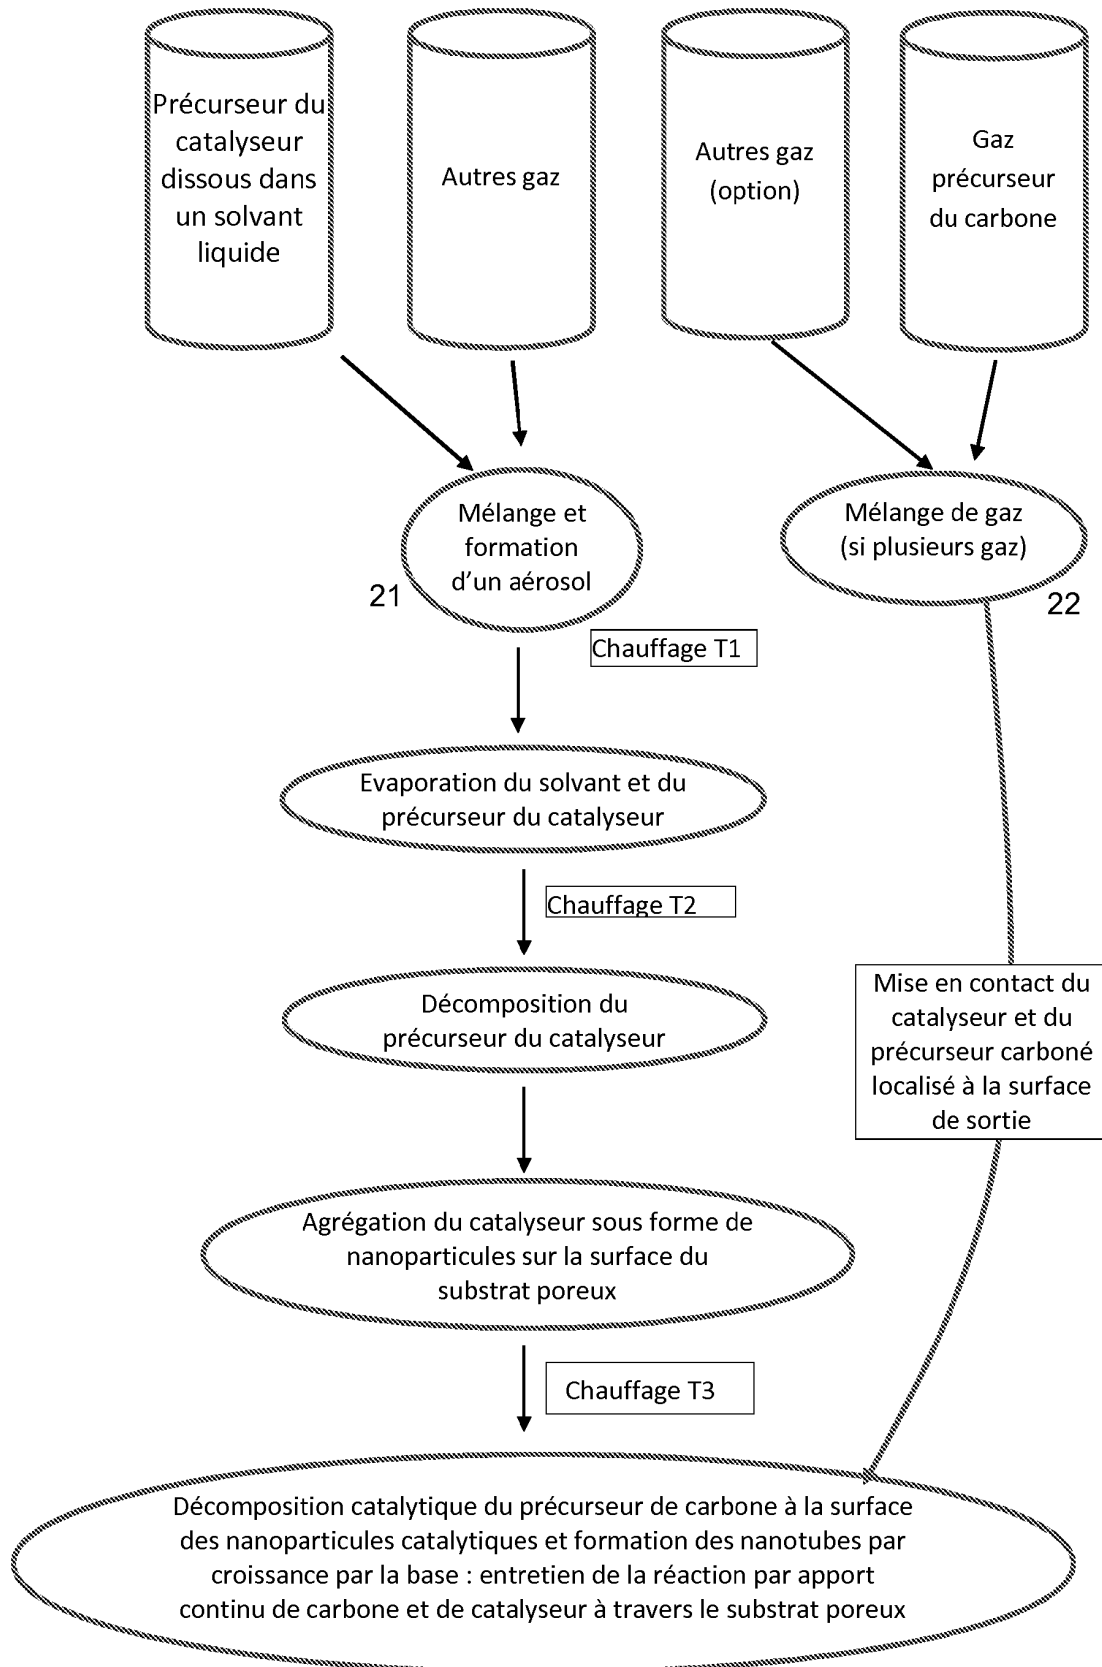 Précurseur du
catalyseur
dissous dans
un solvant
liquide
Autres gaz
Autres gaz
(option)
Gaz
précurseur
du carbone
Mélange et
formation
d'un aérosol
21
Mélange de gaz
(si plusieurs gaz)
22
Chauffage T1
Evaporation du solvant et du
précurseur du catalyseur
Chauffage T2
Décomposition du
précurseur du catalyseur
Mise en contact du
catalyseur et du
précurseur carboné
localisé à la surface
de sortie
Agrégation du catalyseur sous forme de
nanoparticules sur la surface du
substrat poreux
Chauffage T3
Décomposition catalytique du précurseur de carbone à la surface
des nanoparticules catalytiques et formation des nanotubes par
croissance par la base : entretien de la réaction par apport
continu de carbone et de catalyseur à travers le substrat poreux